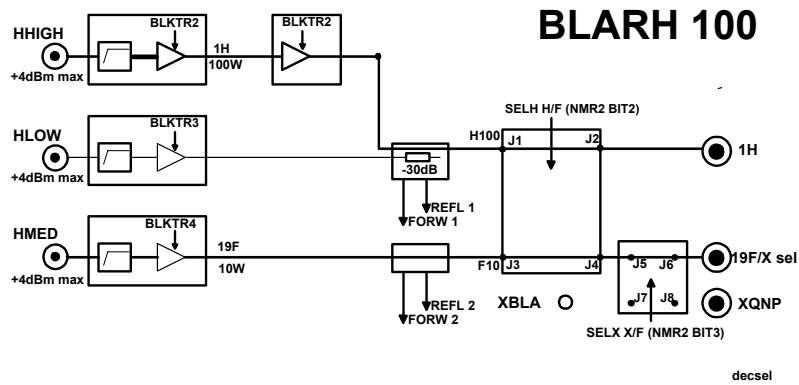 BLARH 100
HHIGH
+4dBm max
BLKTR2
1H
100W
BLKTR2
HLOW
+4dBm max
BLKTR3
-30dB
REFL 1
FORW 1
H100
SELH H/F (NMR2 BIT2)
J1
J2
1H
HMED
+4dBm max
BLKTR4
19F
10W
REFL 2
FORW 2
F10
J3
J4
J5
J6
19F/X sel
J7
J8
XBLA
XQNP
SELX X/F (NMR2 BIT3)
decsel